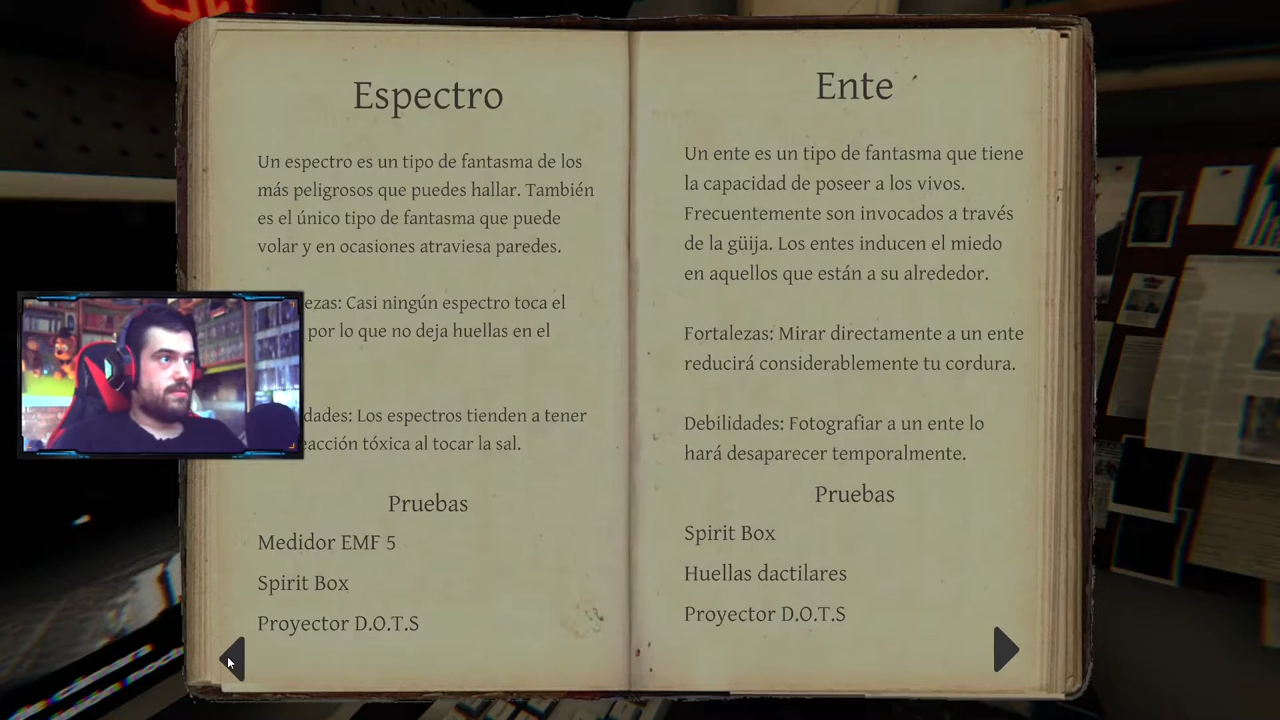 Espectro
Un espectro es un tipo de fantasma de los
más peligrosos que puedes hallar. También
es el único tipo de fantasma que puede
volar y en ocasiones atraviesa paredes.
Casi ningún espectro toca el
por lo que no deja huellas en el
Los espectros tienden a tener
tóxica al tocar la sal.
Pruebas
Medidor EMF 5
Spirit Box
Proyector D.O.T.S
Ente
Un ente es un tipo de fantasma que tiene
la capacidad de poseer a los vivos.
Frecuentemente son invocados a través
de la güija. Los entes inducen el miedo
en aquellos que están a su alrededor.
Fortalezas: Mirar directamente a un ente
reducirá considerablemente tu cordura.
Debilidades: Fotografiar a un ente lo
hará desaparecer temporalmente.
Pruebas
Spirit Box
Huellas dactilares
Proyector D.O.T.S